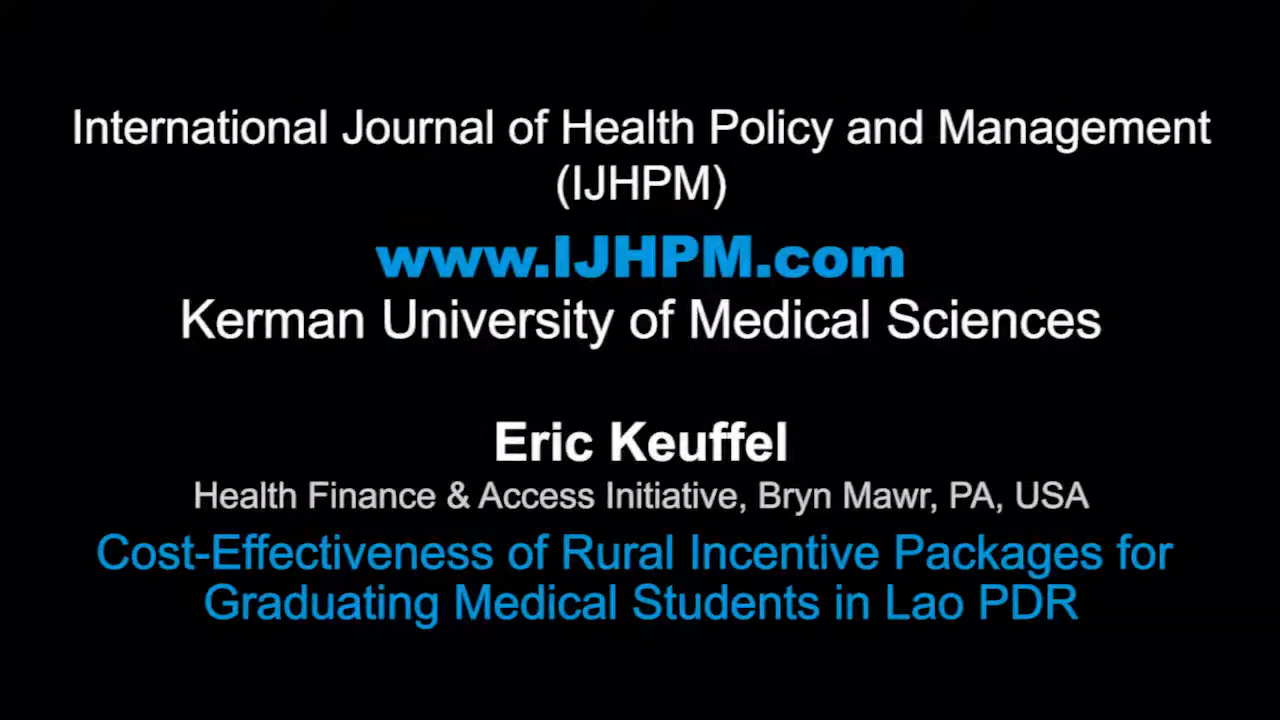 International Journal of Health Policy and Management
(IJHPM)
www.IJHPM.com
Kerman University of Medical Sciences
Eric Keuffel
Health Finance & Access Initiative, Bryn Mawr, PA, USA
Cost-Effectiveness of Rural Incentive Packages for
Graduating Medical Students in Lao PDR